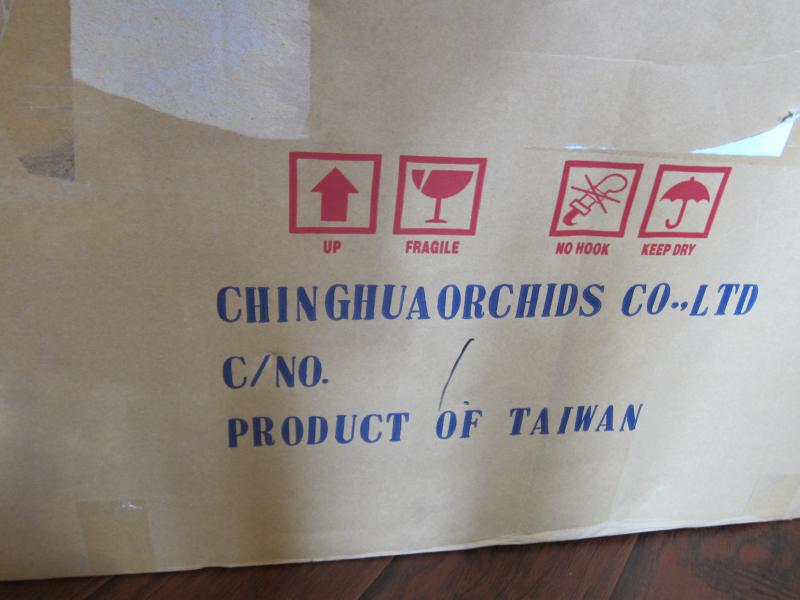 UP FRAGILE NO HOOK KEEP DRY
CHINGHUAORCHIDS CO.,LTD
C/NO. /
PRODUCT OF TAIWAN